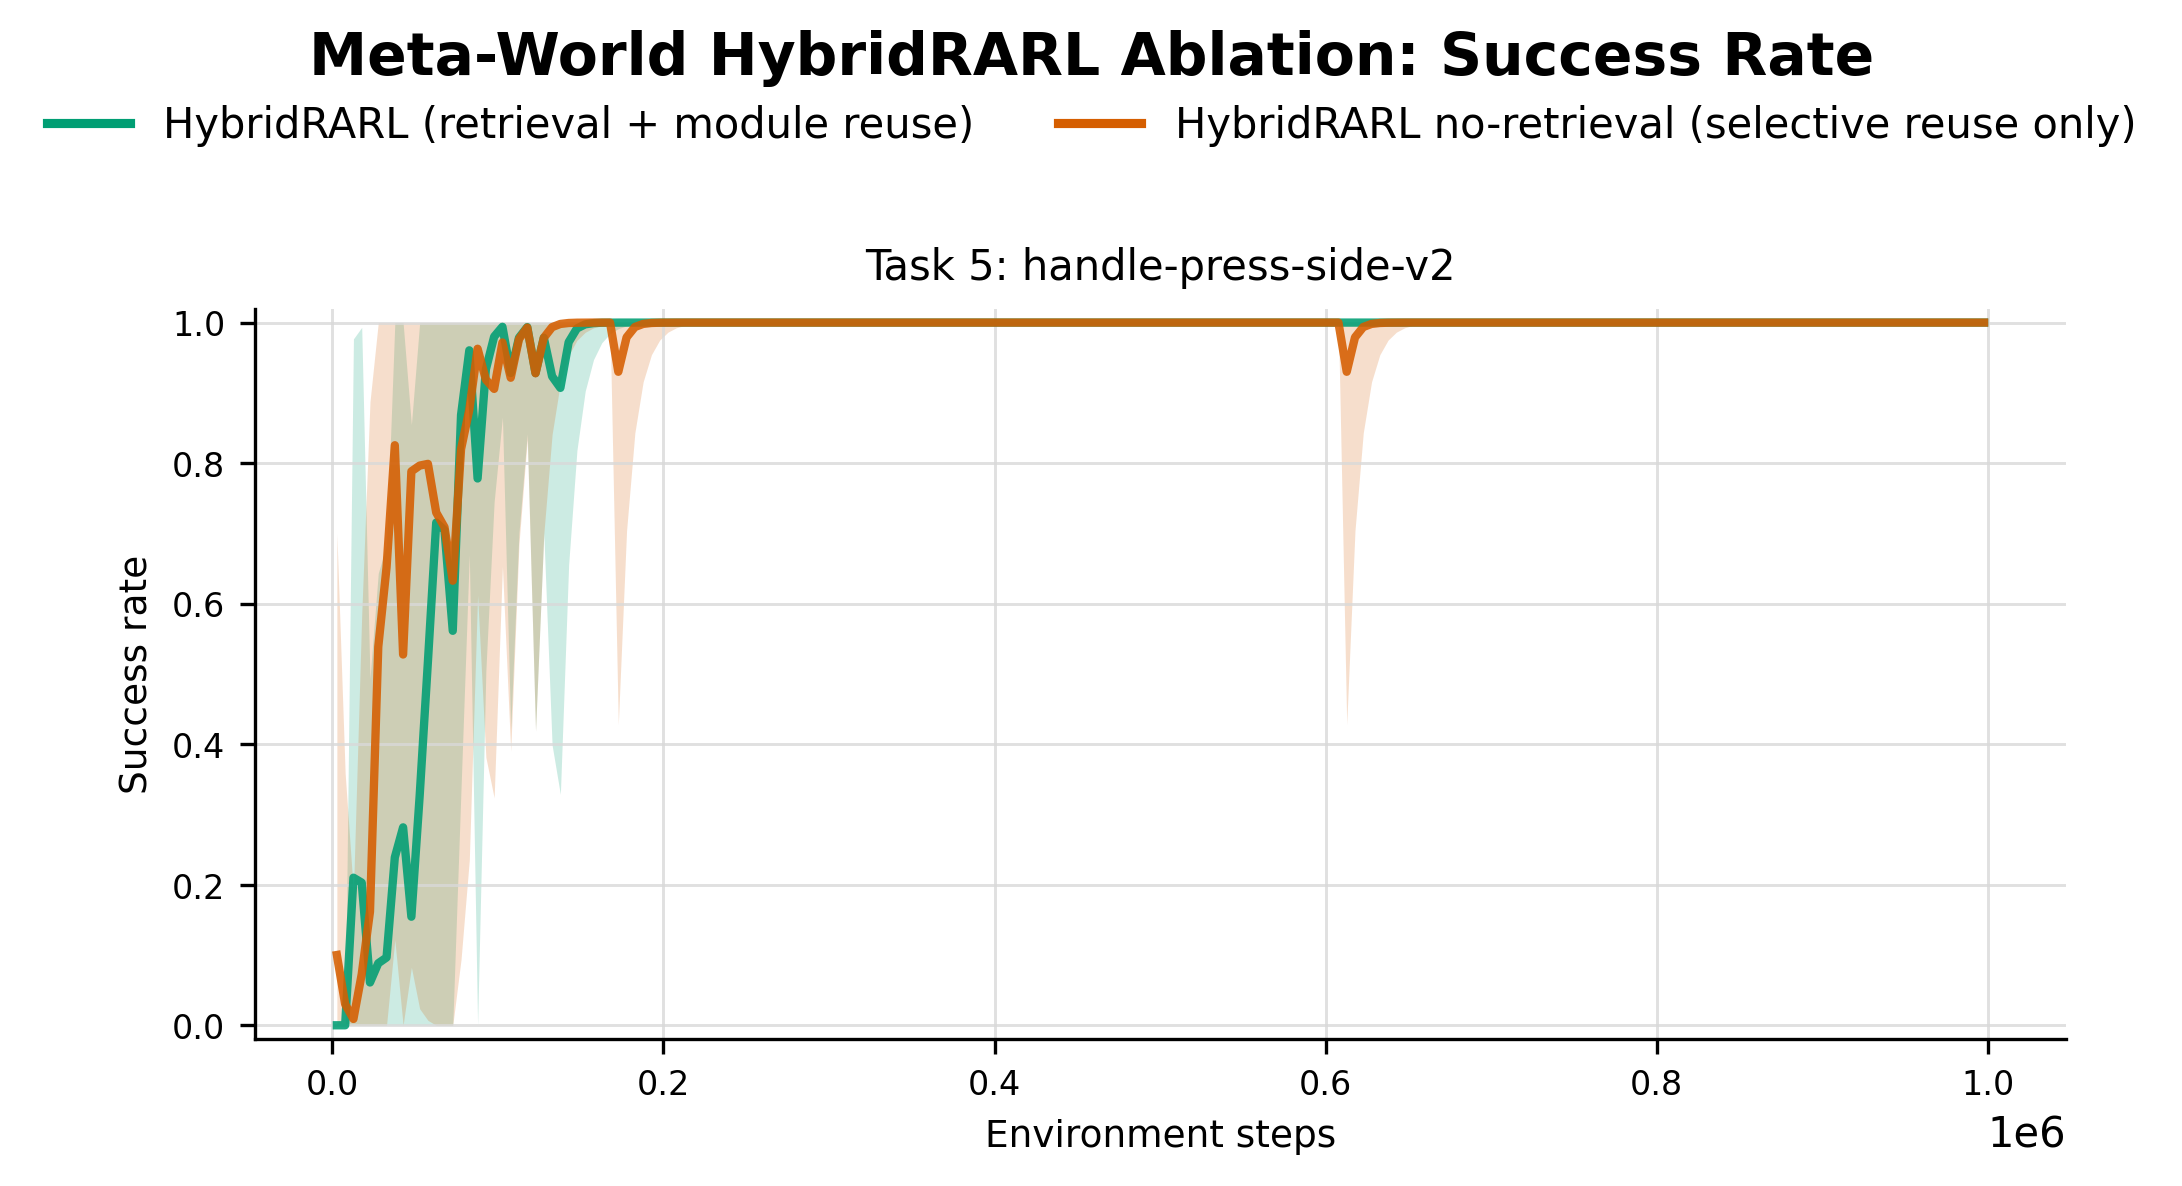 Meta-World HybridRARL Ablation: Success Rate
HybridRARL (retrieval + module reuse)
HybridRARL no-retrieval (selective reuse only)
Task 5: handle-press-side-v2
Success rate
1.0
0.8
0.6
0.4
0.2
0.0
0.0 0.2 0.4 0.6 0.8 1.0
1e6
Environment steps